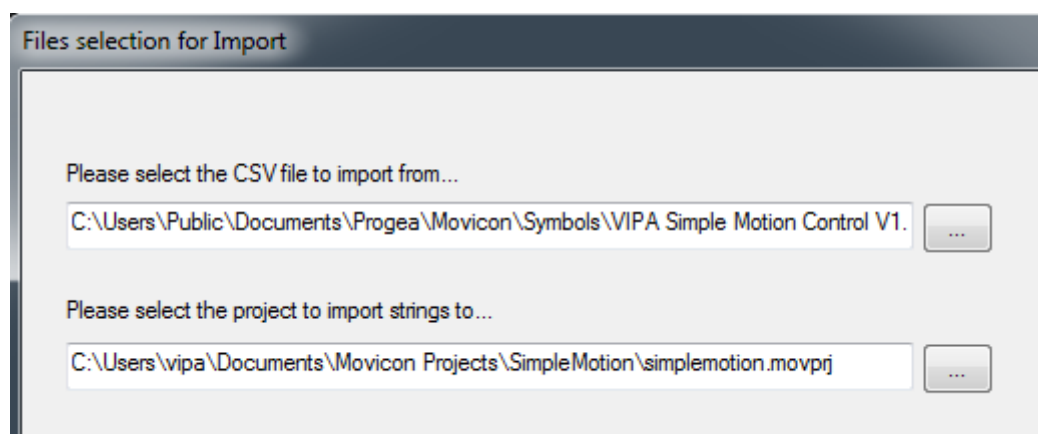 Files selection for Import
Please select the CSV file to import from...
C:\Users\Public\Documents\Progea\Movicon\Symbols\VIPA Simple Motion Control V1.
...
Please select the project to import strings to...
C:\Users\vipa\Documents\Movicon Projects\SimpleMotion\simplemotion.movprj
...